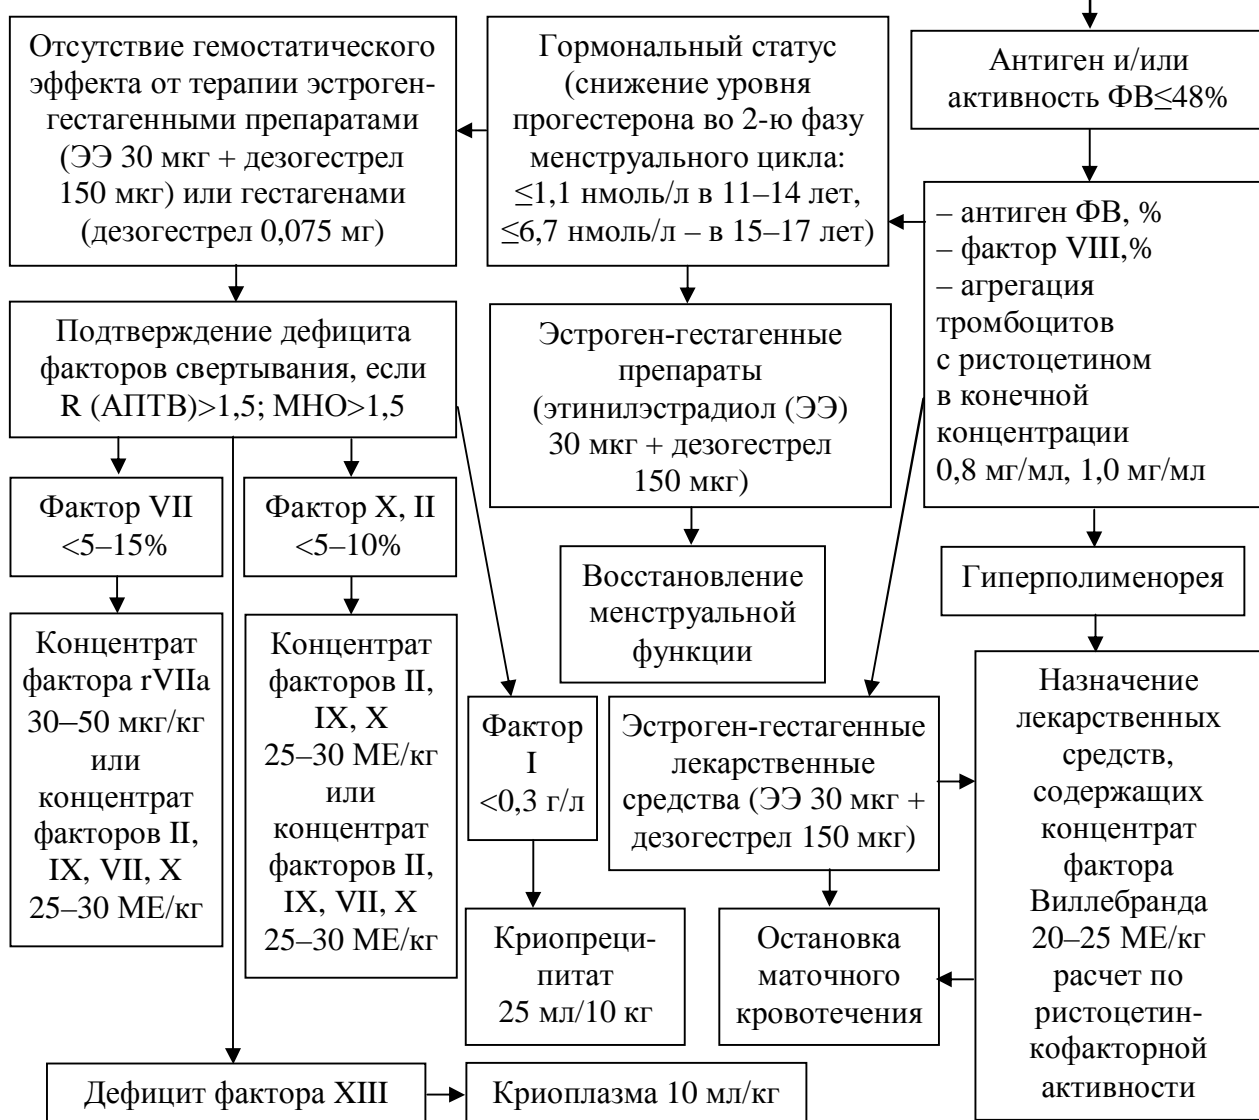 Отсутствие гемостатического
эффекта от терапии эстроген-
гестагенными препаратами
(ЭЭ 30 мкг + дезогестрел
150 мкг) или гестагенами
(дезогестрел 0,075 мг)
Гормональный статус
(снижение уровня
прогестерона во 2-ю фазу
менструального цикла:
≤1,1 нмоль/л в 11–14 лет,
≤6,7 нмоль/л – в 15–17 лет)
Антиген и/или
активность ФВ≤48%
– антиген ФВ, %
– фактор VIII,%
– агрегация
тромбоцитов
с ристоцетином
в конечной
концентрации
0,8 мг/мл, 1,0 мг/мл
Подтверждение дефицита
факторов свертывания, если
R (АПТВ)>1,5; МНО>1,5
Эстроген-гестагенные
препараты
(этинилэстрадиол (ЭЭ)
30 мкг + дезогестрел
150 мкг)
Фактор VII
<5–15%
Фактор X, II
<5–10%
Восстановление
менструальной
функции
Гиперполименорея
Концентрат
фактора rVIIa
30–50 мкг/кг
или
концентрат
факторов II,
IX, VII, X
25–30 МЕ/кг
Концентрат
факторов II,
IX, X
25–30 МЕ/кг
или
концентрат
факторов II,
IX, VII, X
25–30 МЕ/кг
Фактор
I
<0,3 г/л
Эстроген-гестагенные
лекарственные
средства (ЭЭ 30 мкг +
дезогестрел 150 мкг)
Назначение
лекарственных
средств,
содержащих
концентрат
фактора
Виллебранда
20–25 МЕ/кг
расчет по
ристоцетин-
кофакторной
активности
Криопреци-
питат
25 мл/10 кг
Остановка
маточного
кровотечения
Дефицит фактора XIII
Криоплазма 10 мл/кг